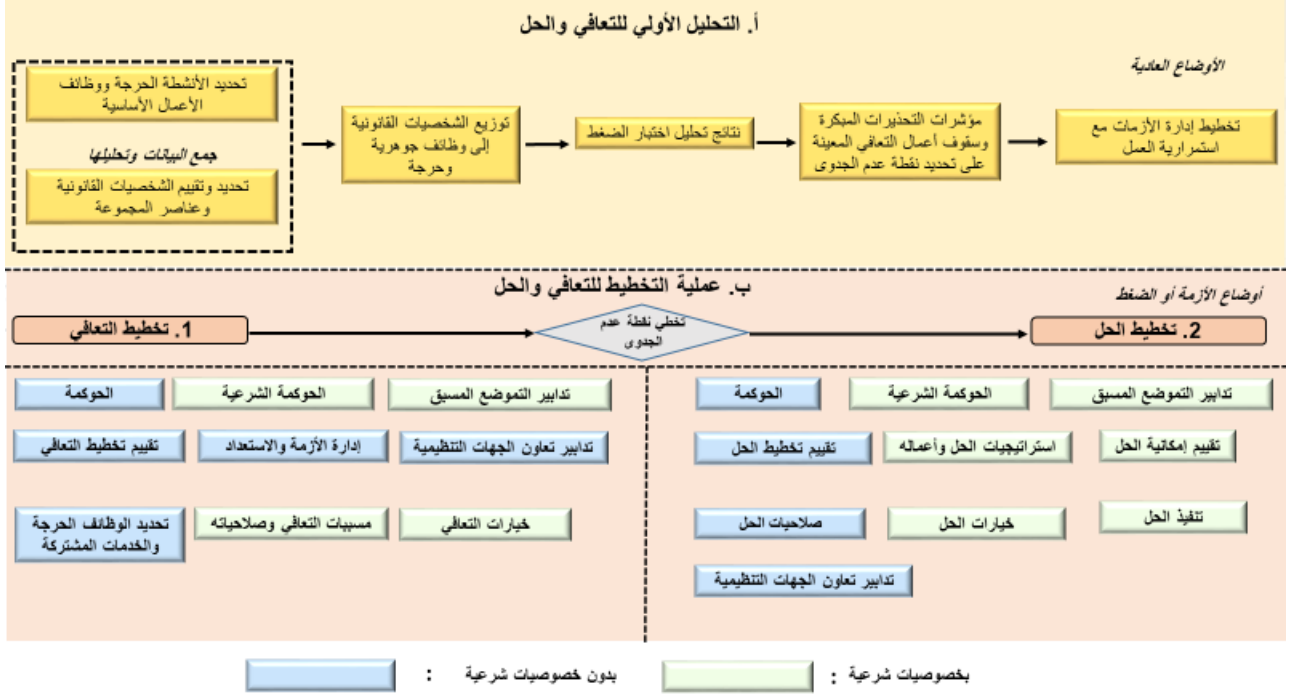 أ. التحليل الأولي للتعافي والحل
الأوضاع العادية
تحديد الأنشطة الحرجة ووظائف
الأعمال الأساسية
جمع البيانات وتحليلها
تحديد وتقييم الشخصيات القانونية
وعناصر المجموعة
توزيع الشخصيات القانونية
إلى وظائف جوهرية
وحرجة
نتائج تحليل اختبار الضغط
مؤشرات التحذيرات المبكرة
وسقوف أعمال التعافي المعينة
على تحديد نقطة عدم الجدوى
تخطيط إدارة الأزمات مع
استمرارية العمل
ب. عملية التخطيط للتعافي والحل
أوضاع الأزمة أو الضغط
1. تخطيط التعافي
تخطي نقطة عدم
الجدوى
2. تخطيط الحل
الحوكمة
الحوكمة الشرعية
تدابير التموضع المسبق
تقييم تخطيط التعافي
إدارة الأزمة والاستعداد
تدابير تعاون الجهات التنظيمية
تحديد الوظائف الحرجة
والخدمات المشتركة
مسببات التعافي وصلاحياته
خيارات التعافي
الحوكمة
الحوكمة الشرعية
تدابير التموضع المسبق
تقييم تخطيط الحل
استراتيجيات الحل وأعماله
تقييم إمكانية الحل
صلاحيات الحل
خيارات الحل
تنفيذ الحل
تدابير تعاون الجهات التنظيمية
بدون خصوصيات شرعية :
بخصوصيات شرعية :